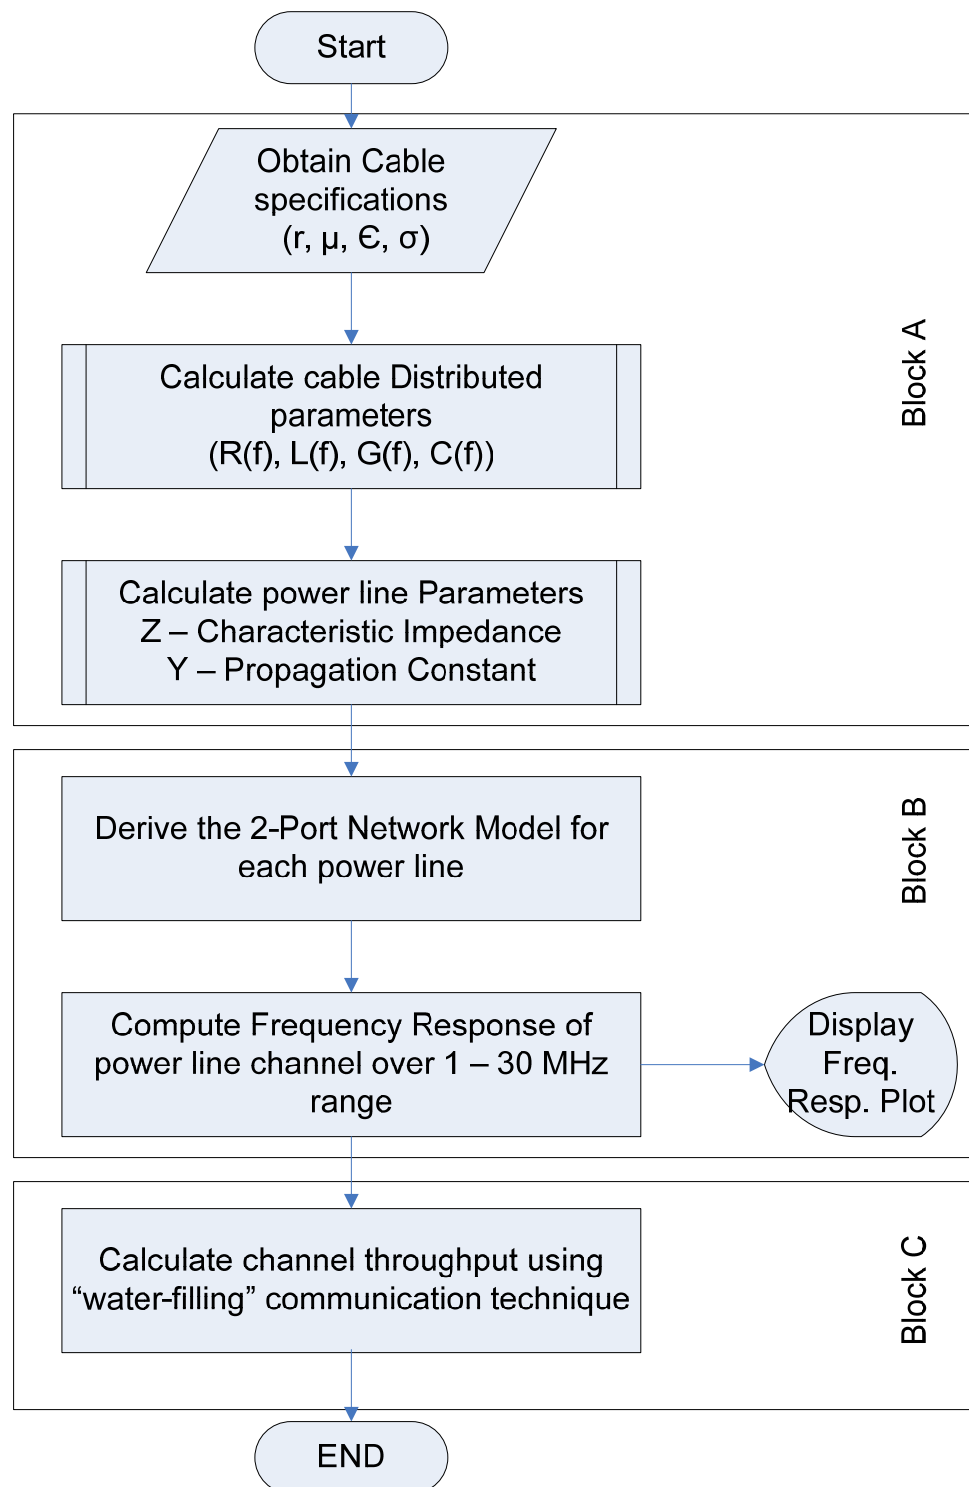 Start
Obtain Cable
specifications
(r, μ, Є, σ)
Calculate cable Distributed
parameters
(R(f), L(f), G(f), C(f))
Block A
Calculate power line Parameters
Z – Characteristic Impedance
Y – Propagation Constant
Derive the 2-Port Network Model for
each power line
Block B
Compute Frequency Response of
power line channel over 1 – 30 MHz
range
Display
Freq.
Resp. Plot
Calculate channel throughput using
“water-filling” communication technique
Block C
END